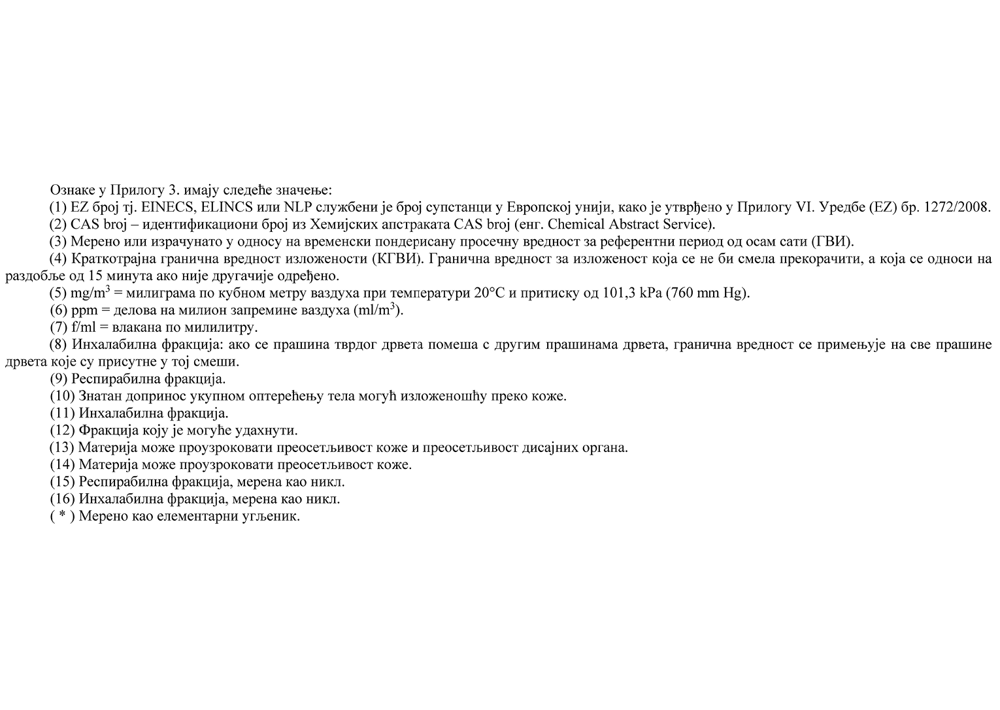 Ознаке у Прилогу 3. имају следеће значење:
(1) EZ број тј. EINECS, ELINCS или NLP службени је број супстанци у Европској унији, како је утврђено у Прилогу VI. Уредбе (EZ) бр. 1272/2008.
(2) CAS broj – идентификациони број из Хемијских апстраката CAS broj (енг. Chemical Abstract Service).
(3) Мерено или израчунато у односу на временски пондерисану просечну вредност за референтни период од осам сати (ГВИ).
(4) Краткотрајна гранична вредност изложености (КГВИ). Гранична вредност за изложеност која се не би смела прекорачити, а која се односи на
раздобље од 15 минута ако није другачије одређено.
(5) mg/m³ = милиграма по кубном метру ваздуха при температури 20°C и притиску од 101,3 kPa (760 mm Hg).
(6) ppm = делова на милион запремине ваздуха (ml/m³).
(7) f/ml = влакана по милилитру.
(8) Инхалабилна фракција: ако се прашина тврдог дрвета помеша с другим прашинама дрвета, гранична вредност се примењује на све прашине
дрвета које су присутне у тој смеши.
(9) Респирабилна фракција.
(10) Знатан допринос укупном оптерећењу тела могућ изложеношћу преко коже.
(11) Инхалабилна фракција.
(12) Фракција коју је могуће удахнути.
(13) Материја може проузроковати преосетљивост коже и преосетљивост дисајних органа.
(14) Материја може проузроковати преосетљивост коже.
(15) Респирабилна фракција, мерена као никл.
(16) Инхалабилна фракција, мерена као никл.
( * ) Мерено као елементарни угљеник.